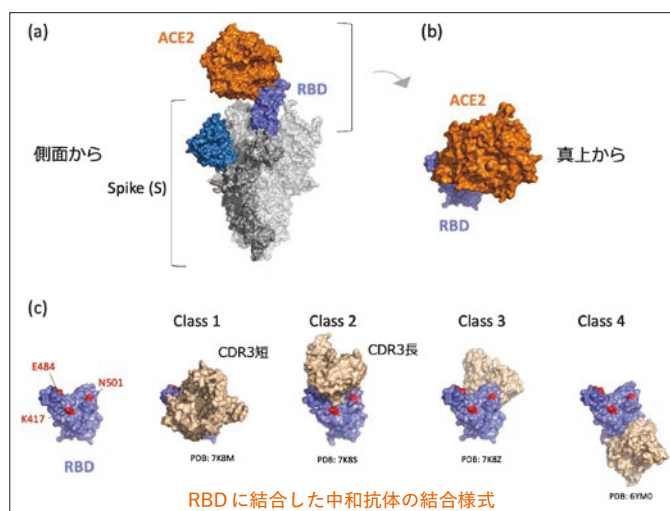 (a)
ACE2
RBD
側面から
Spike (S)
(b)
ACE2
真上から
RBD
(c)
Class 1
Class 2
Class 3
Class 4
CDR3短
CDR3長
E484
N501
K417
RBD
PDB: 7K8M
PDB: 7K8S
PDB: 7K8Z
PDB: 6YM0
RBD に結合した中和抗体の結合様式